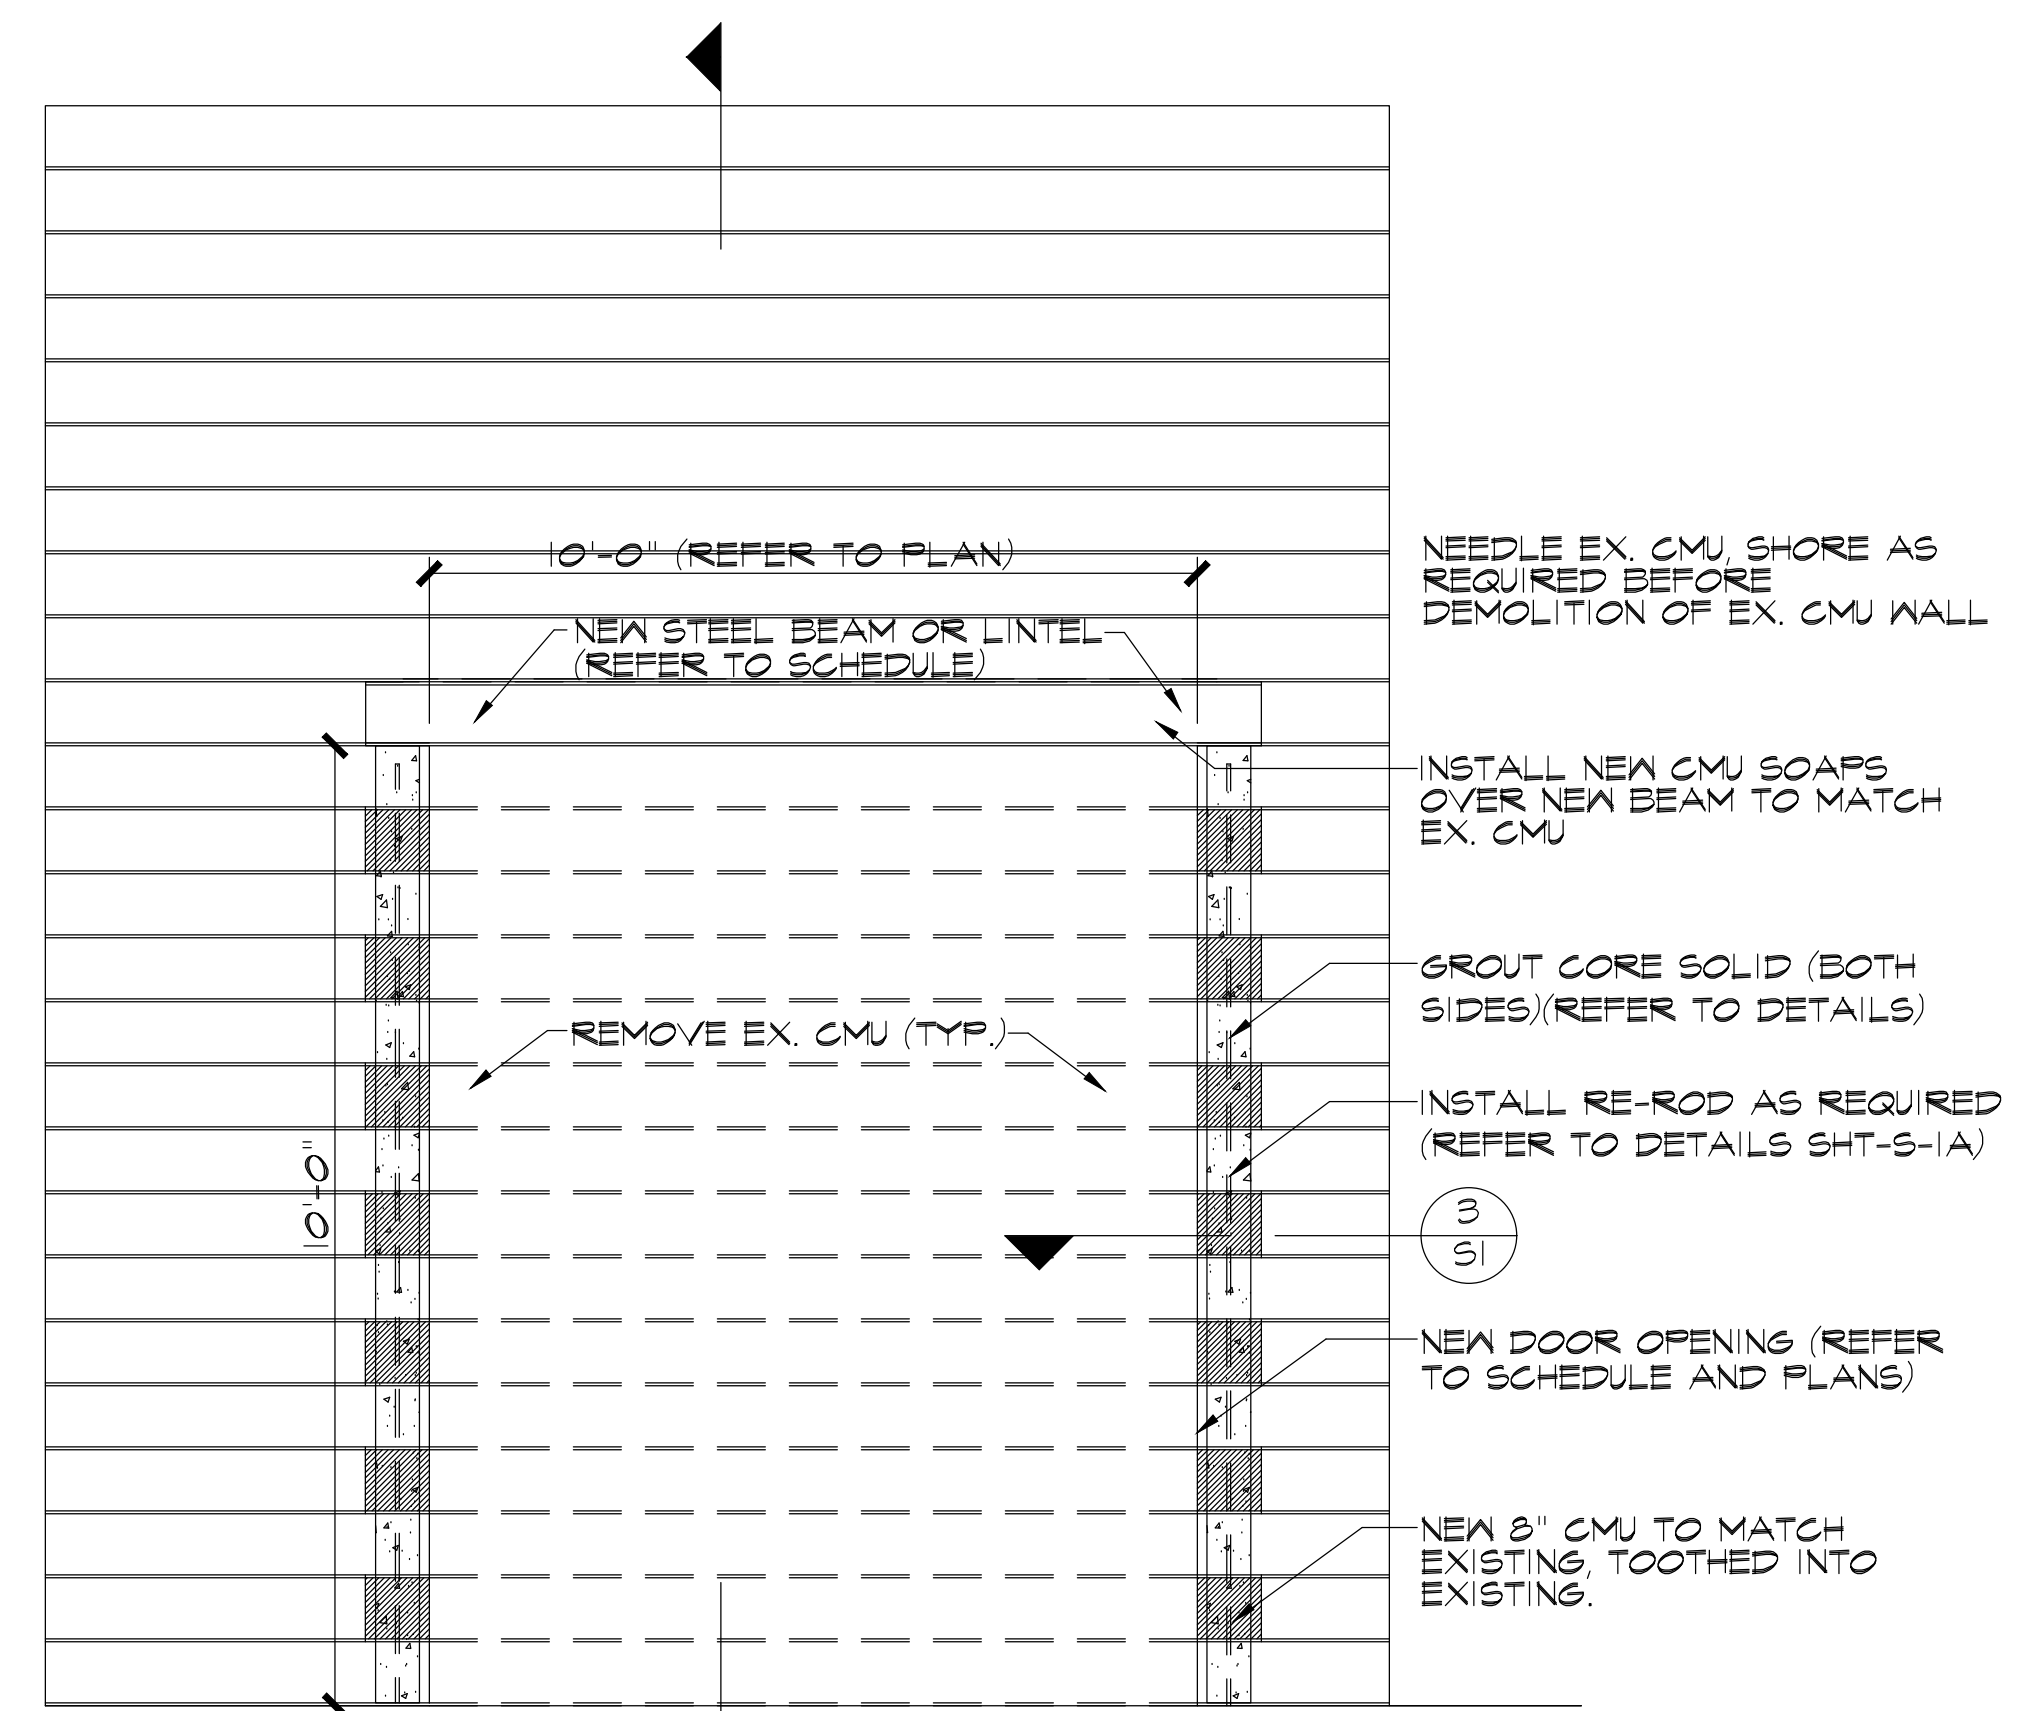 10'-0" (REFER TO PLAN)
NEW STEEL BEAM OR LINTEL
(REFER TO SCHEDULE)
REMOVE EX. CMU (TYP.)
10'-0"
NEEDLE EX. CMU, SHORE AS
REQUIRED BEFORE
DEMOLITION OF EX. CMU WALL
INSTALL NEW CMU SOAPS
OVER NEW BEAM TO MATCH
EX. CMU
GROUT CORE SOLID (BOTH
SIDES)(REFER TO DETAILS)
INSTALL RE-ROD AS REQUIRED
(REFER TO DETAILS SHT-S-1A)
3
S1
NEW DOOR OPENING (REFER
TO SCHEDULE AND PLANS)
NEW 8" CMU TO MATCH
EXISTING, TOOTHED INTO
EXISTING.